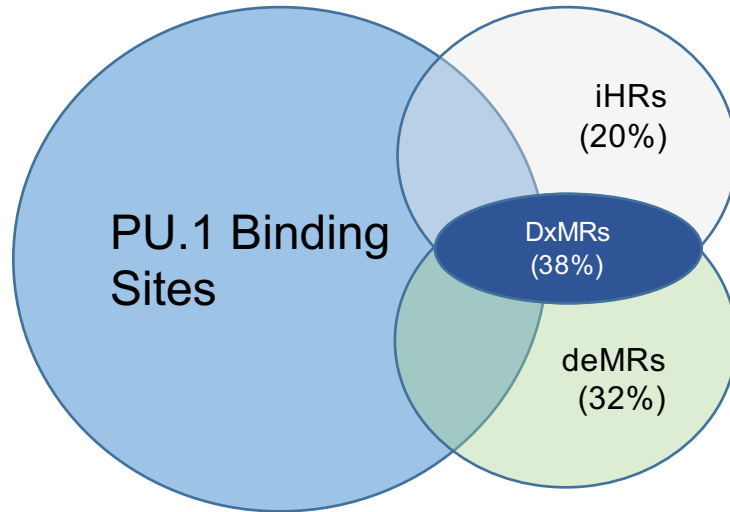 iHRs
(20%)
PU.1 Binding
Sites
DxMRs
(38%)
deMRs
(32%)